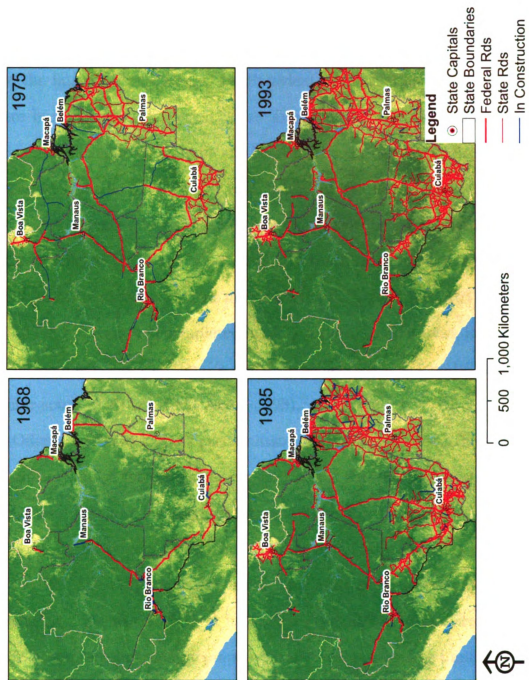 1968
Boa Vista
Macapá
Belém
Manaus
Palmas
Rio Branco
Cuiabá
1975
Boa Vista
Macapá
Belém
Manaus
Palmas
Rio Branco
Cuiabá
1985
Boa Vista
Macapá
Belém
Manaus
Palmas
Rio Branco
Cuiabá
1993
Boa Vista
Macapá
Belém
Manaus
Palmas
Rio Branco
Cuiabá
N
0 500 1,000 Kilometers
Legend
State Capitals
State Boundaries
Federal Rds
State Rds
In Construction